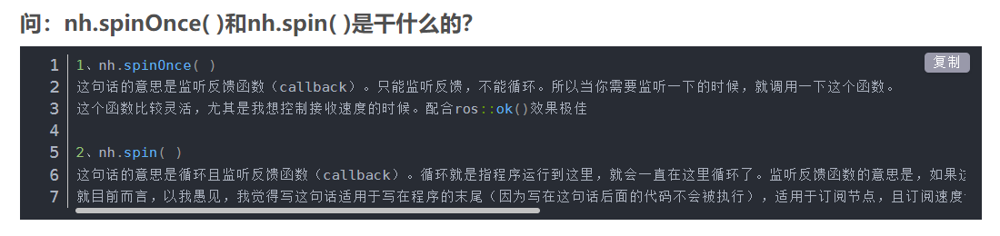 问：nh.spinOnce( )和nh.spin( )是干什么的？
复制
1 1、nh.spinOnce( )
2 这句话的意思是监听反馈函数（callback）。只能监听反馈，不能循环。所以当你需要监听一下的时候，就调用一下这个函数。
3 这个函数比较灵活，尤其是我想控制接收速度的时候。配合ros::ok()效果极佳
4
5 2、nh.spin( )
6 这句话的意思是循环且监听反馈函数（callback）。循环就是指程序运行到这里，就会一直在这里循环了。监听反馈函数的意思是，如果
7 就目前而言，以我愚见，我觉得写这句话适用于写在程序的末尾（因为写在这句话后面的代码不会被执行），适用于订阅节点，且订阅速度